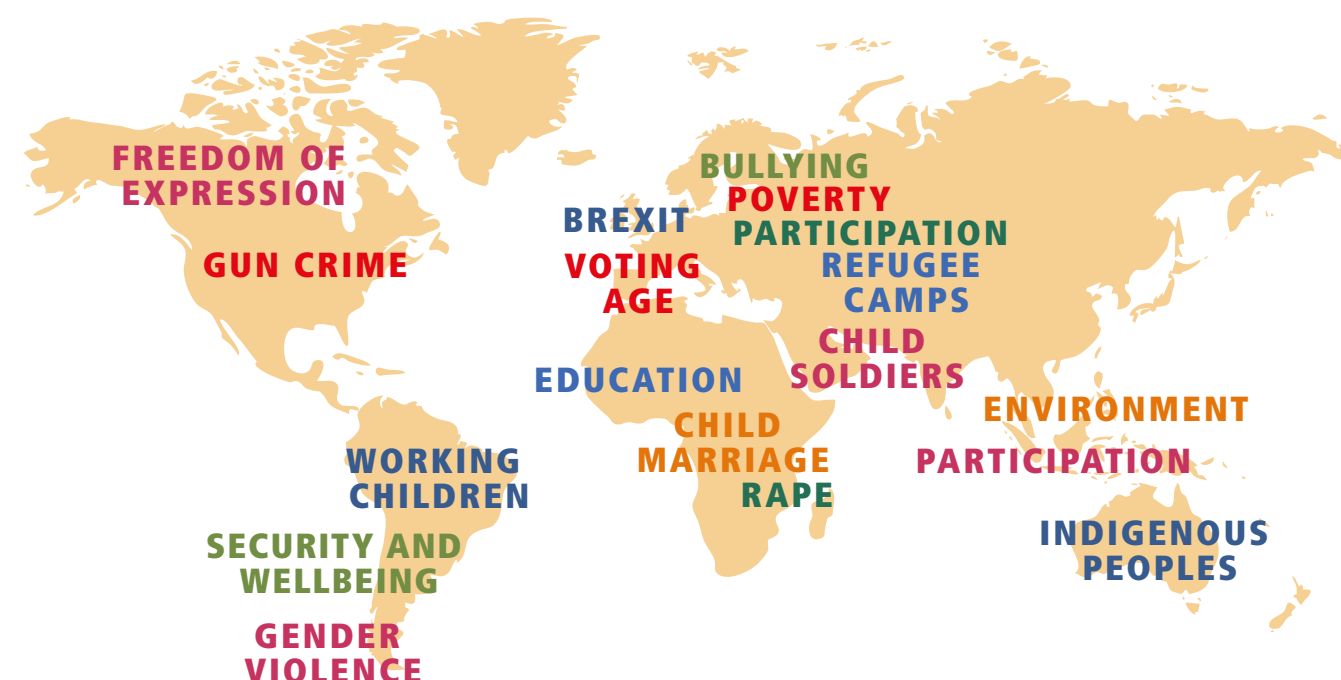 FREEDOM OF
EXPRESSION
GUN CRIME
BULLYING
POVERTY
BREXIT
PARTICIPATION
VOTING
AGE
REFUGEE
CAMPS
CHILD
SOLDIERS
EDUCATION
CHILD
MARRIAGE
RAPE
ENVIRONMENT
PARTICIPATION
WORKING
CHILDREN
INDIGENOUS
PEOPLES
SECURITY AND
WELLBEING
GENDER
VIOLENCE